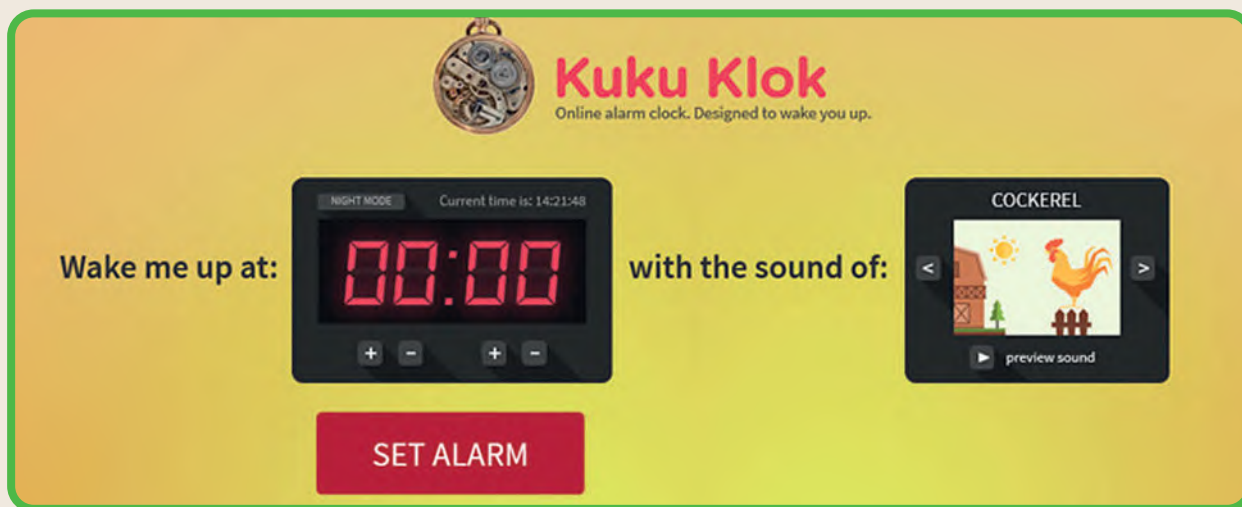 Kuku Klok
Online alarm clock. Designed to wake you up.
NIGHT MODE
Current time is: 14:21:48
COCKEREL
Wake me up at:
00:00
with the sound of:
<
>
+ - + -
preview sound
SET ALARM